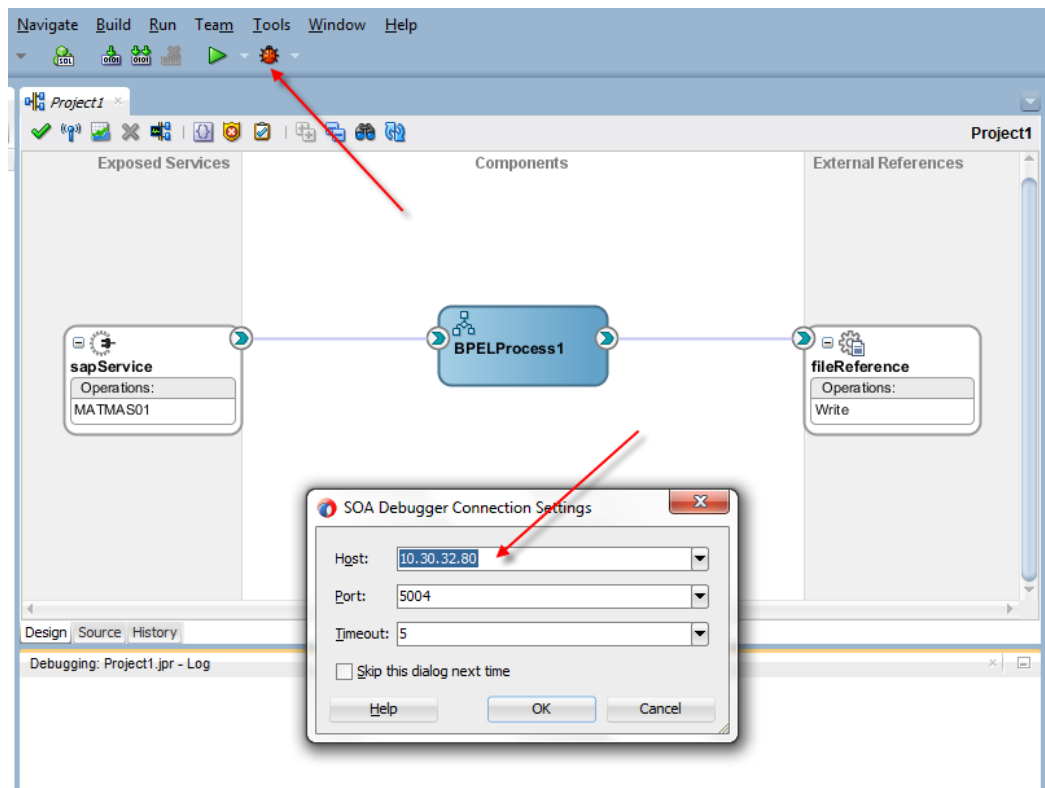 Navigate Build Run Team Tools Window Help
Project1
Project1
Exposed Services Components External References
sapService
Operations:
MATMAS01
BPELProcess1
fileReference
Operations:
Write
SOA Debugger Connection Settings
Host: 10.30.32.80
Port: 5004
Timeout: 5
Skip this dialog next time
Help OK Cancel
Design Source History
Debugging: Project1.jpr - Log